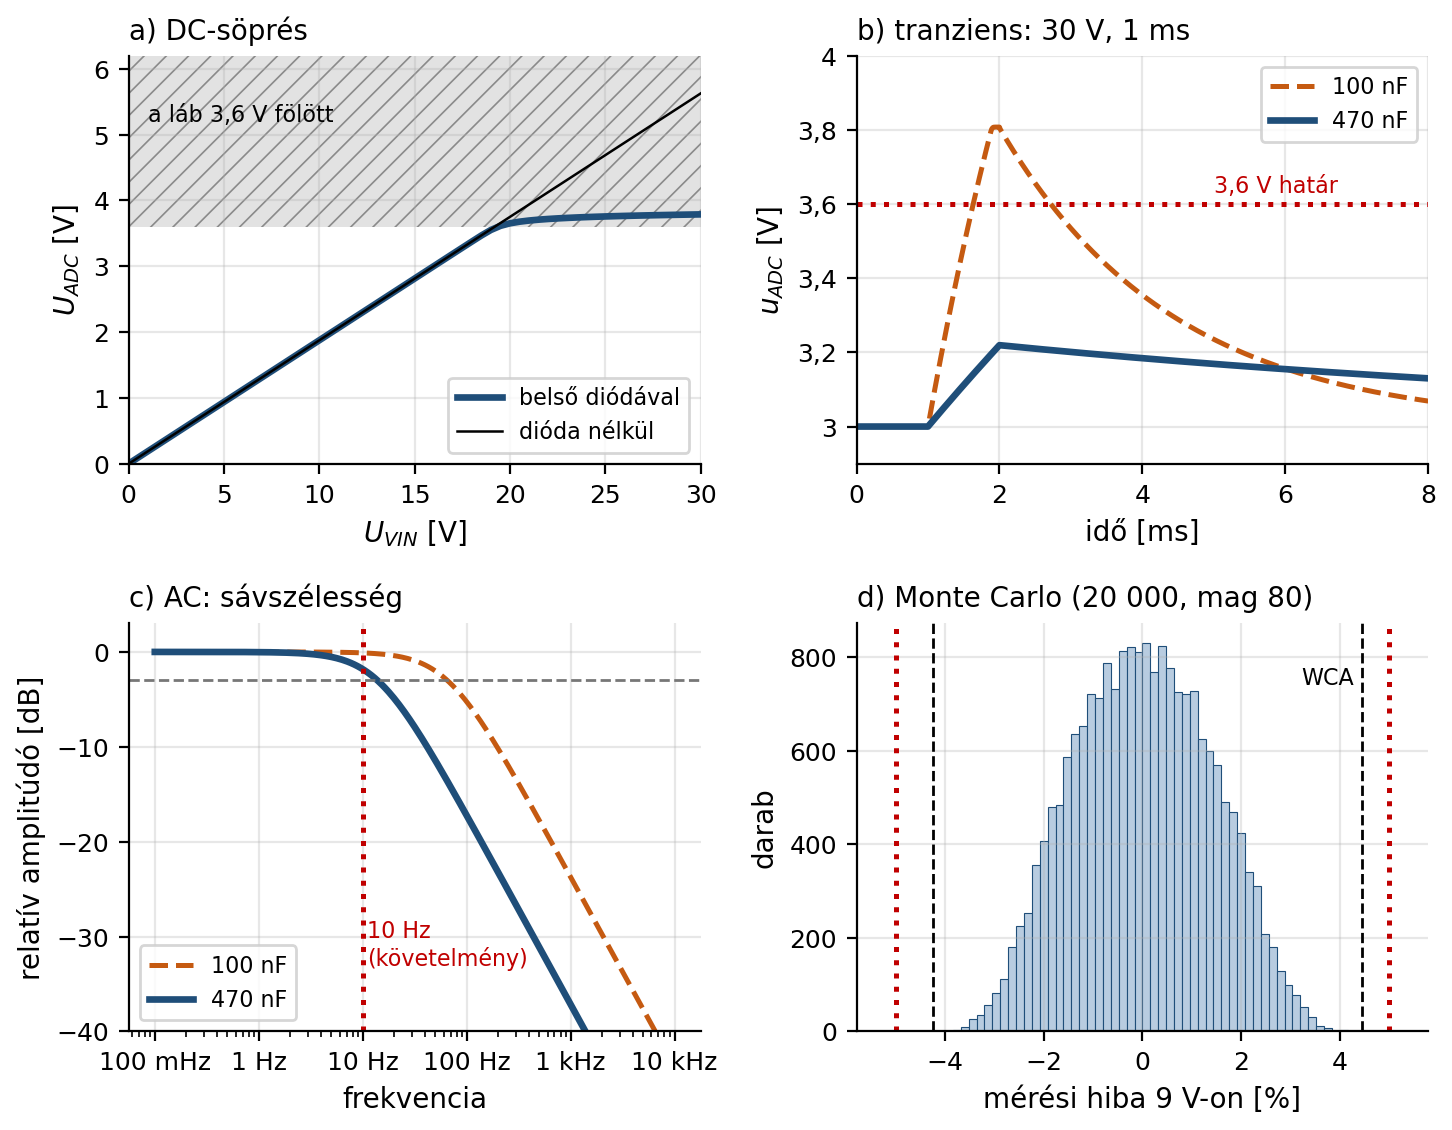 a) DC-söprés
6
5
4
3
2
1
0
a láb 3,6 V fölött
belső diódával
dióda nélkül
0 5 10 15 20 25 30
U_ADC [V]
U_VIN [V]
b) tranziens: 30 V, 1 ms
4
3,8
3,6
3,4
3,2
3
100 nF
470 nF
3,6 V határ
0 2 4 6 8
u_ADC [V]
idő [ms]
c) AC: sávszélesség
0
−10
−20
−30
−40
10 Hz
(követelmény)
100 nF
470 nF
100 mHz 1 Hz 10 Hz 100 Hz 1 kHz 10 kHz
relatív amplitúdó [dB]
frekvencia
d) Monte Carlo (20 000, mag 80)
800
600
400
200
0
WCA
−4 −2 0 2 4
darab
mérési hiba 9 V-on [%]